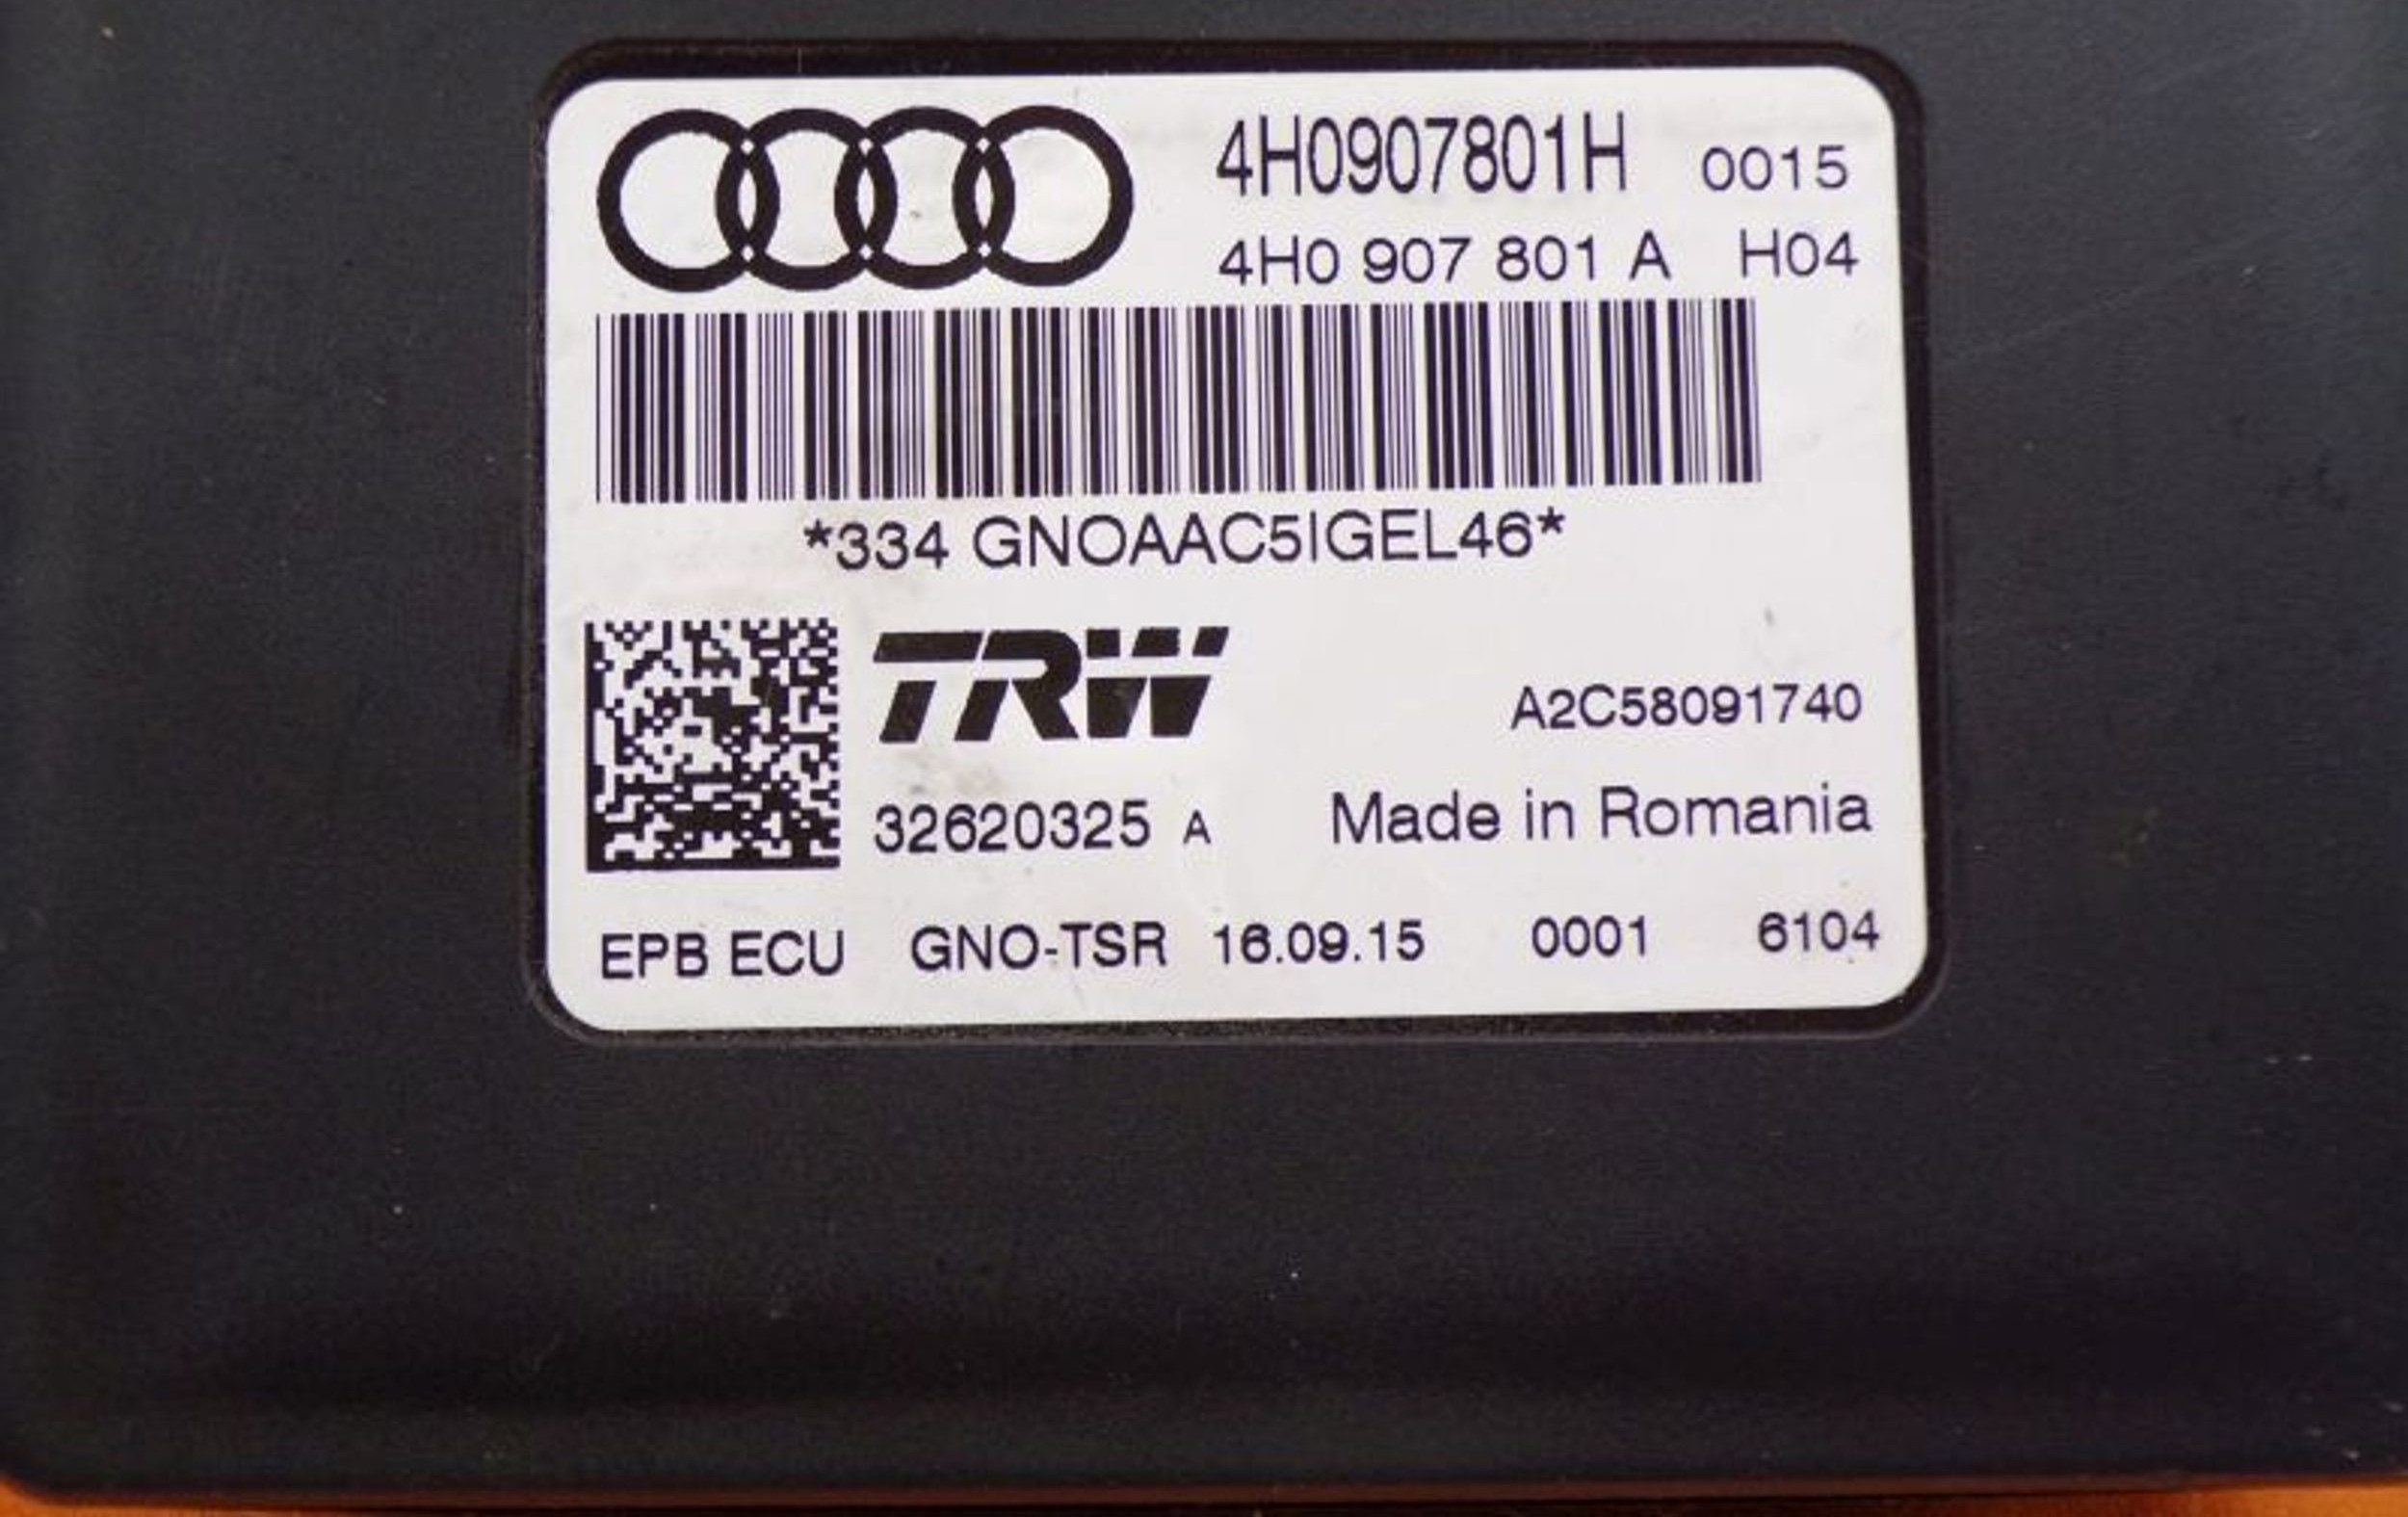 4H0907801H 0015
4H0 907 801 A H04
*334 GNOAAC5IGEL46*
TRW
A2C58091740
32620325 A Made in Romania
EPB ECU GNO-TSR 16.09.15 0001 6104